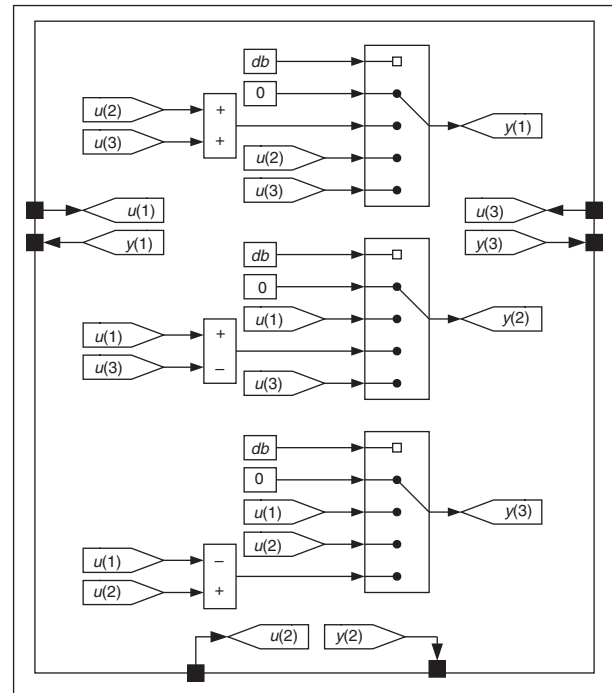 db
0
u(2)
+
u(3)
+
y(1)
u(2)
u(3)
u(1)
u(3)
y(1)
y(3)
db
0
u(1)
u(1)
+
y(2)
u(3)
−
u(3)
db
0
u(1)
y(3)
u(2)
u(1)
−
u(2)
+
u(2)
y(2)